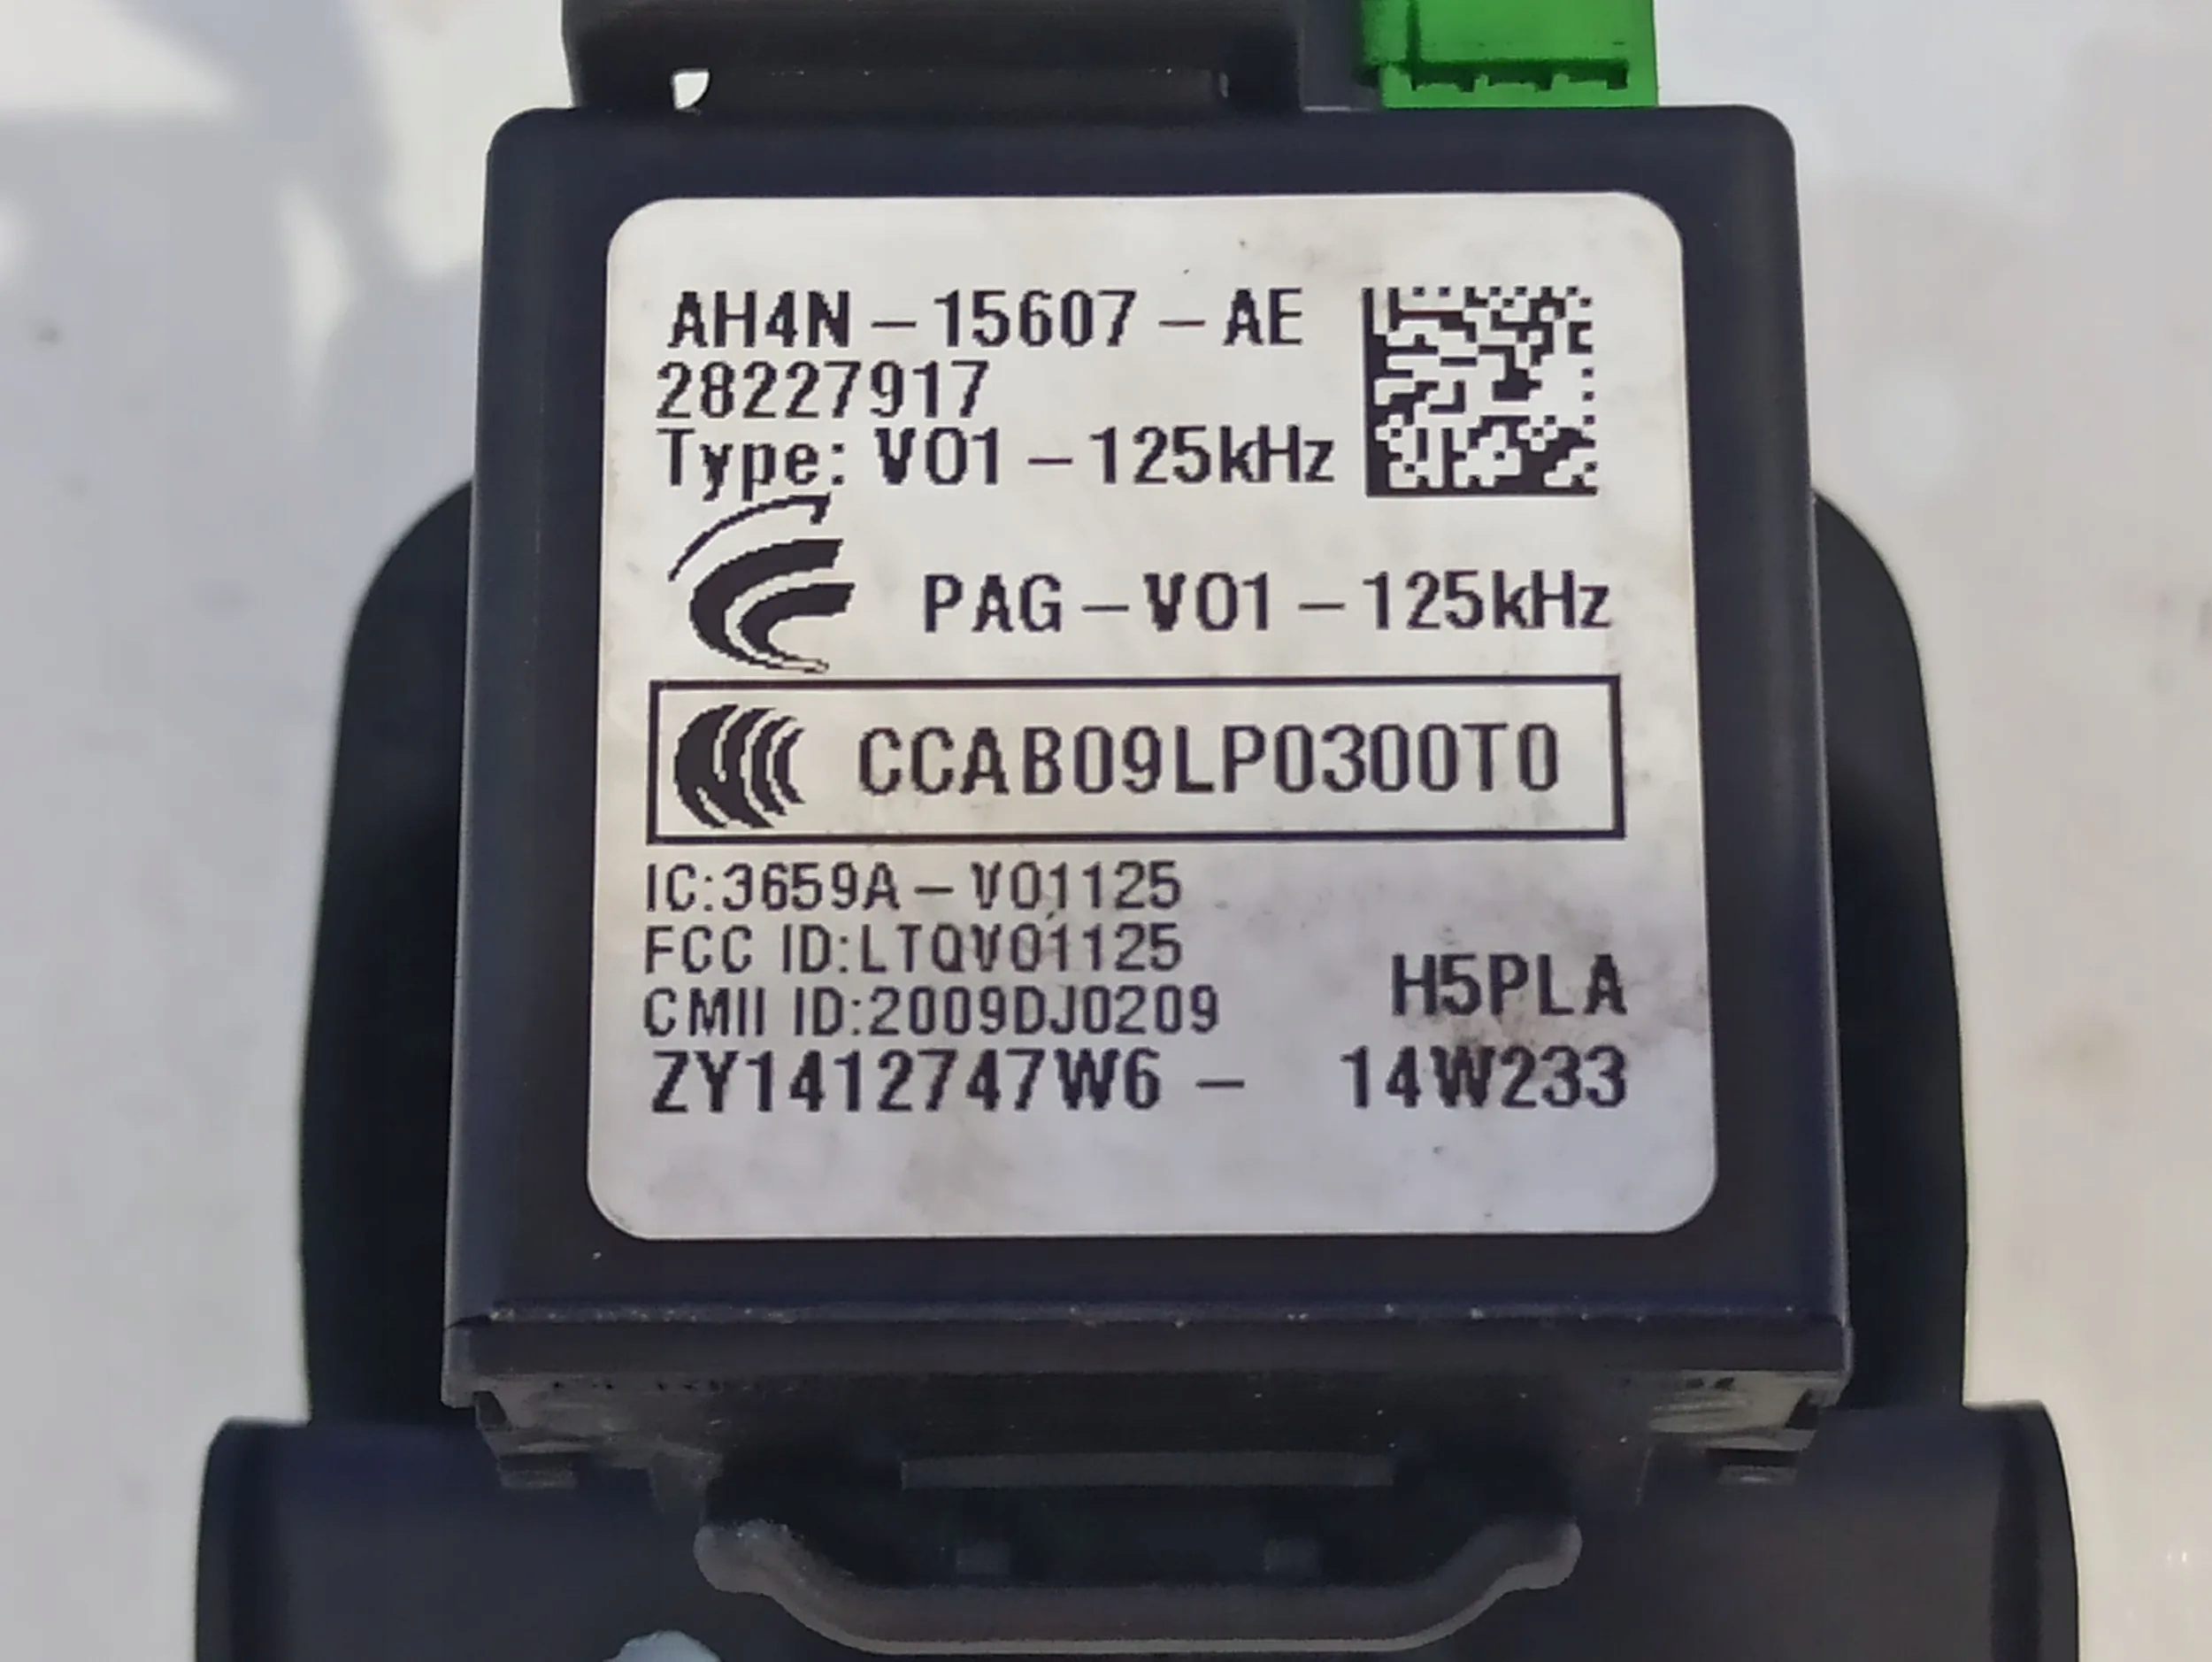 AH4N-15607-AE
28227917
Type: V01-125kHz
PAG-V01-125kHz
CCAB09LP0300T0
IC:3659A-V01125
FCC ID:LTQV01125
CMII ID:2009DJ0209
H5PLA
ZY1412747W6- 14W233